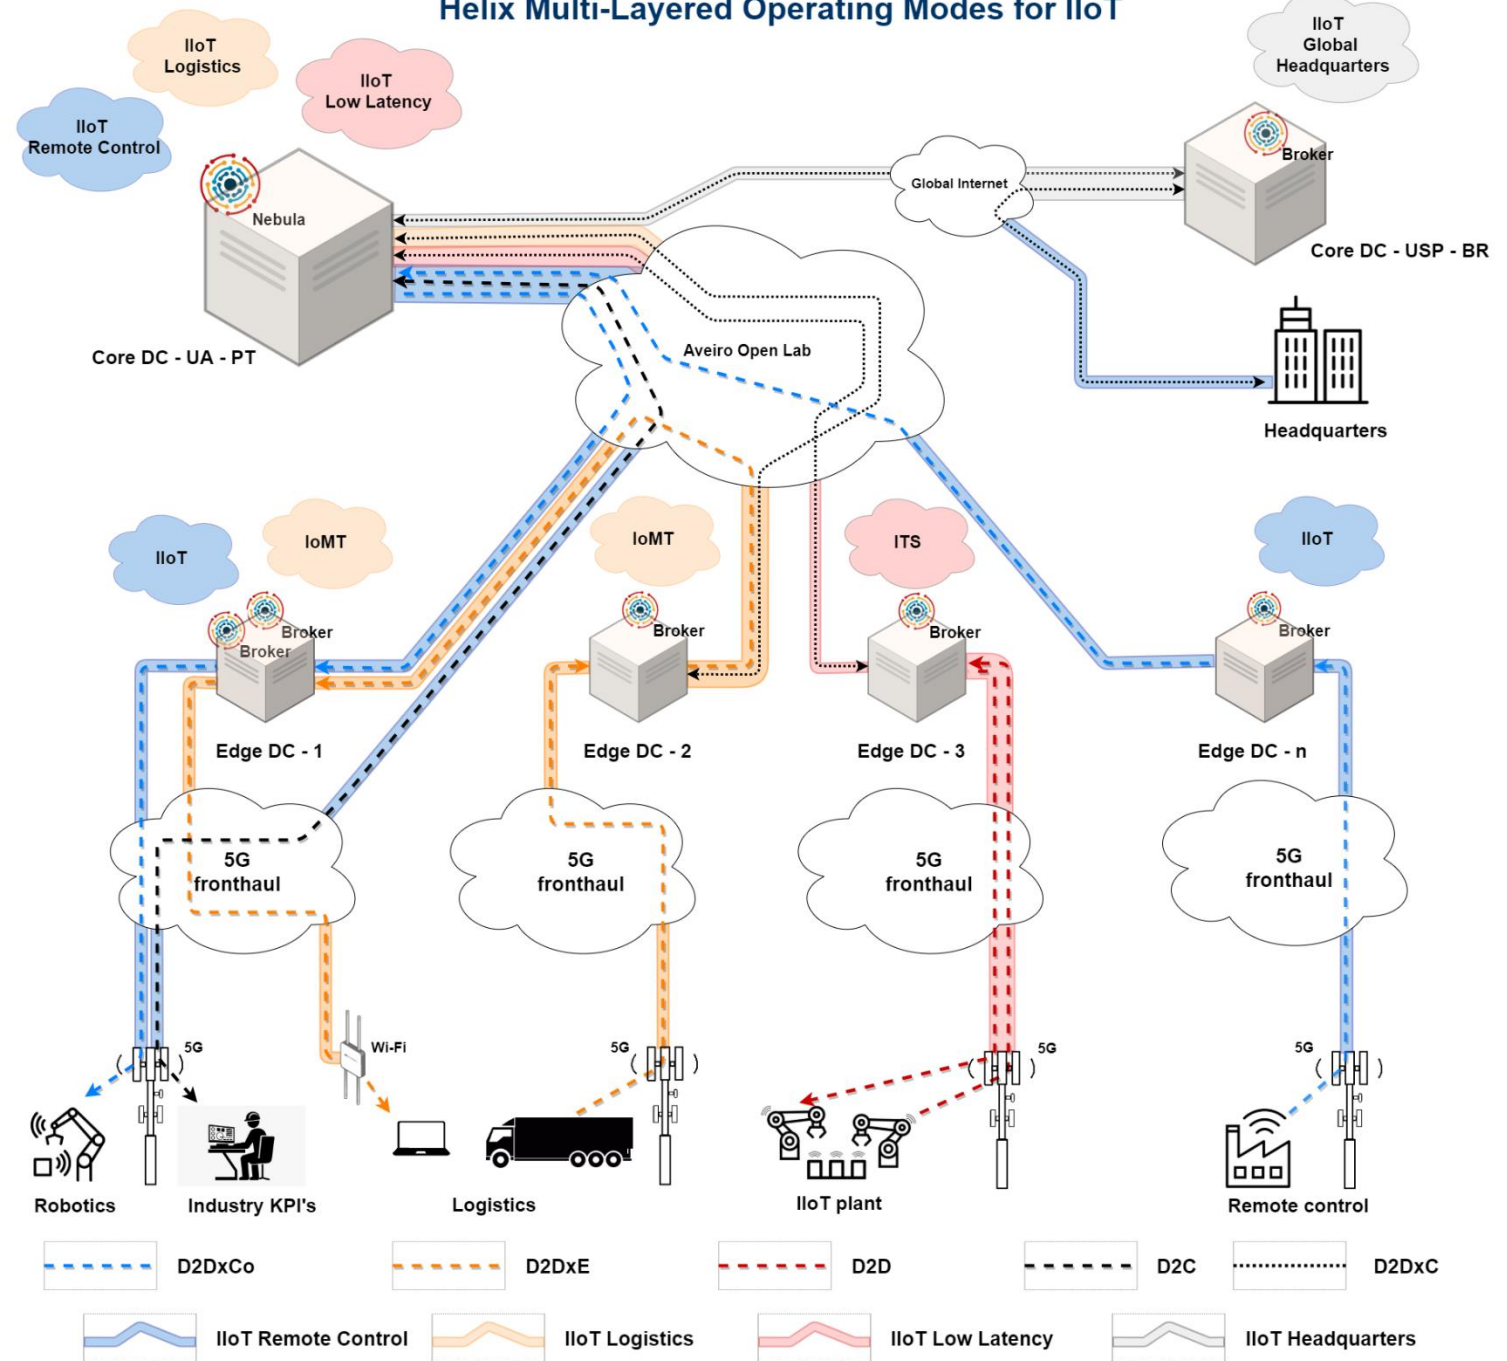 Helix Multi-Layered Operating Modes for IIoT
IIoT
Logistics
IIoT
Low Latency
IIoT
Remote Control
IIoT
Global
Headquarters
Broker
Nebula
Global Internet
Core DC - USP - BR
Core DC - UA - PT
Aveiro Open Lab
Headquarters
IIoT
IoMT
IoMT
ITS
IIoT
Broker
Broker
Broker
Broker
Broker
Edge DC - 1
Edge DC - 2
Edge DC - 3
Edge DC - n
5G
fronthaul
5G
fronthaul
5G
fronthaul
5G
fronthaul
5G
Wi-Fi
5G
5G
5G
Robotics
Industry KPI's
Logistics
IIoT plant
Remote control
D2DxCo
D2DxE
D2D
D2C
D2DxC
IIoT Remote Control
IIoT Logistics
IIoT Low Latency
IIoT Headquarters